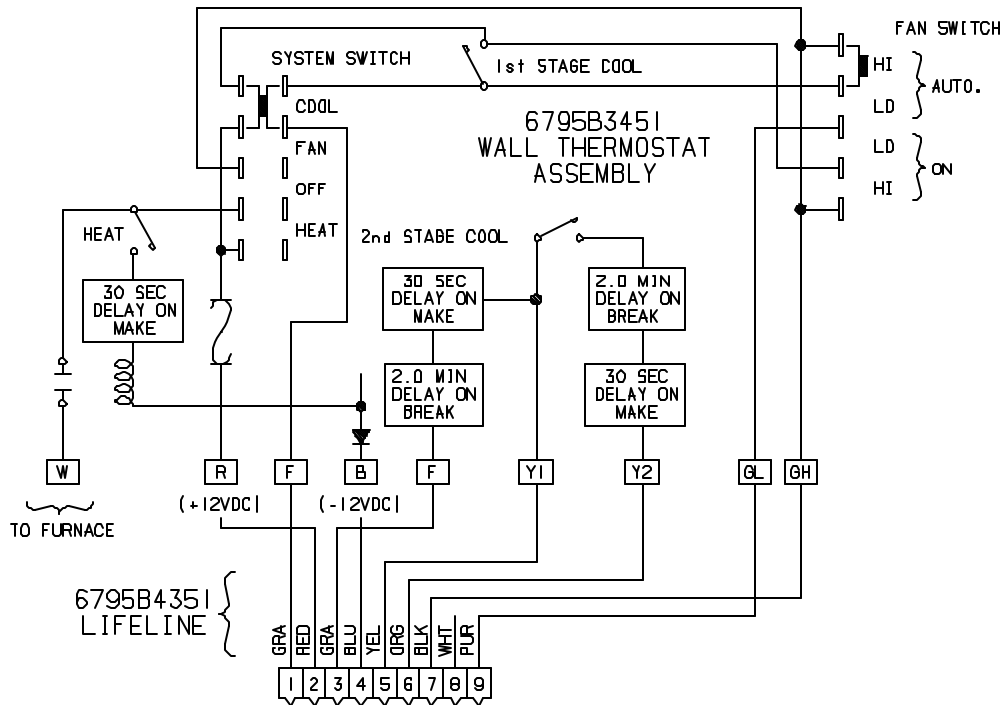 FAN SWITCH
SYSTEM SWITCH
1st STAGE COOL
HI
AUTO.
LO
COOL
6795B3451
WALL THERMOSTAT
ASSEMBLY
FAN
LO
ON
OFF
HI
HEAT
HEAT
2nd STABE COOL
30 SEC
DELAY ON
MAKE
30 SEC
DELAY ON
MAKE
2.0 MIN
DELAY ON
BREAK
2.0 MIN
DELAY ON
BREAK
30 SEC
DELAY ON
MAKE
W R F B F Y1 Y2 GL GH
(+12VDC) (-12VDC)
TO FURNACE
6795B4351
LIFELINE
GRA RED GRA BLU YEL ORG BLK WHT PUR
1 2 3 4 5 6 7 8 9